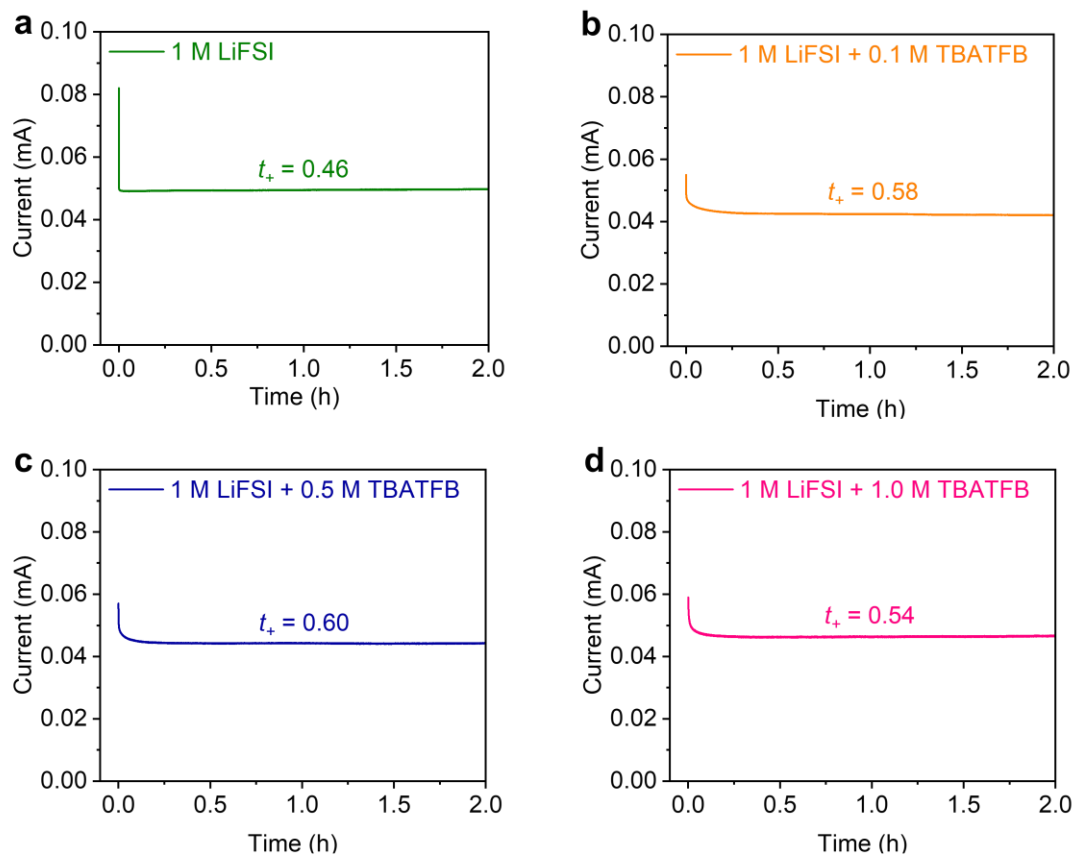 a
1 M LiFSI
t+ = 0.46
Current (mA)
0.10
0.08
0.06
0.04
0.02
0.00
0.0 0.5 1.0 1.5 2.0
Time (h)
b
1 M LiFSI + 0.1 M TBATFB
t+ = 0.58
Current (mA)
0.10
0.08
0.06
0.04
0.02
0.00
0.0 0.5 1.0 1.5 2.0
Time (h)
c
1 M LiFSI + 0.5 M TBATFB
t+ = 0.60
Current (mA)
0.10
0.08
0.06
0.04
0.02
0.00
0.0 0.5 1.0 1.5 2.0
Time (h)
d
1 M LiFSI + 1.0 M TBATFB
t+ = 0.54
Current (mA)
0.10
0.08
0.06
0.04
0.02
0.00
0.0 0.5 1.0 1.5 2.0
Time (h)